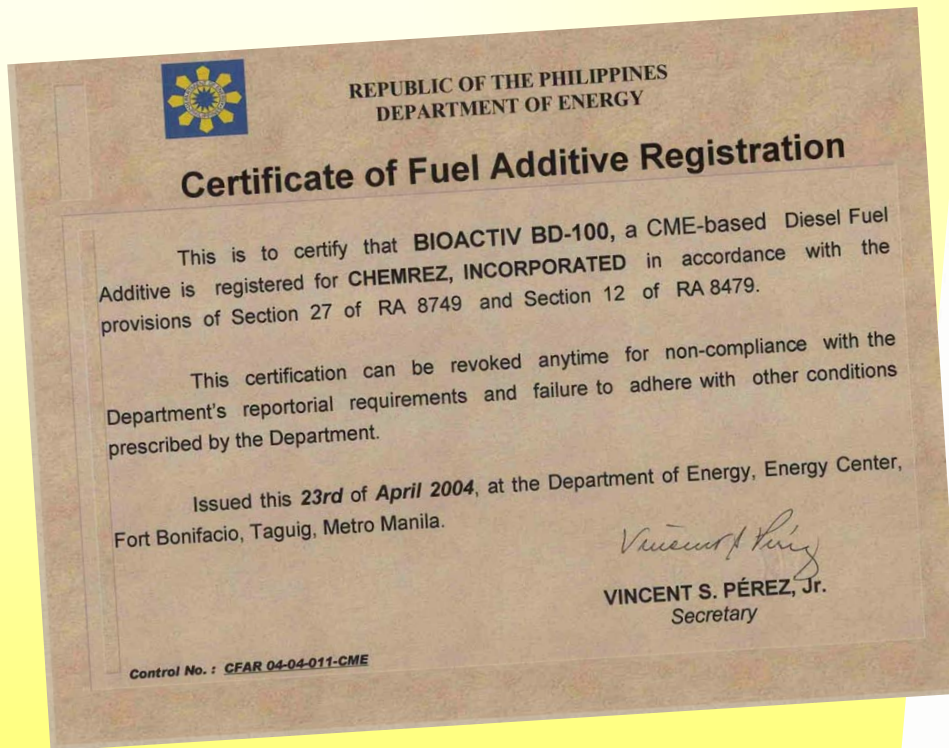 REPUBLIC OF THE PHILIPPINES
DEPARTMENT OF ENERGY
Certificate of Fuel Additive Registration
This is to certify that BIOACTIV BD-100, a CME-based Diesel Fuel
Additive is registered for CHEMREZ, INCORPORATED in accordance with the
provisions of Section 27 of RA 8749 and Section 12 of RA 8479.
This certification can be revoked anytime for non-compliance with the
Department's reportorial requirements and failure to adhere with other conditions
prescribed by the Department.
Issued this 23rd of April 2004, at the Department of Energy, Energy Center,
Fort Bonifacio, Taguig, Metro Manila.
VINCENT S. PÉREZ, Jr.
Secretary
Control No. : CFAR 04-04-011-CME